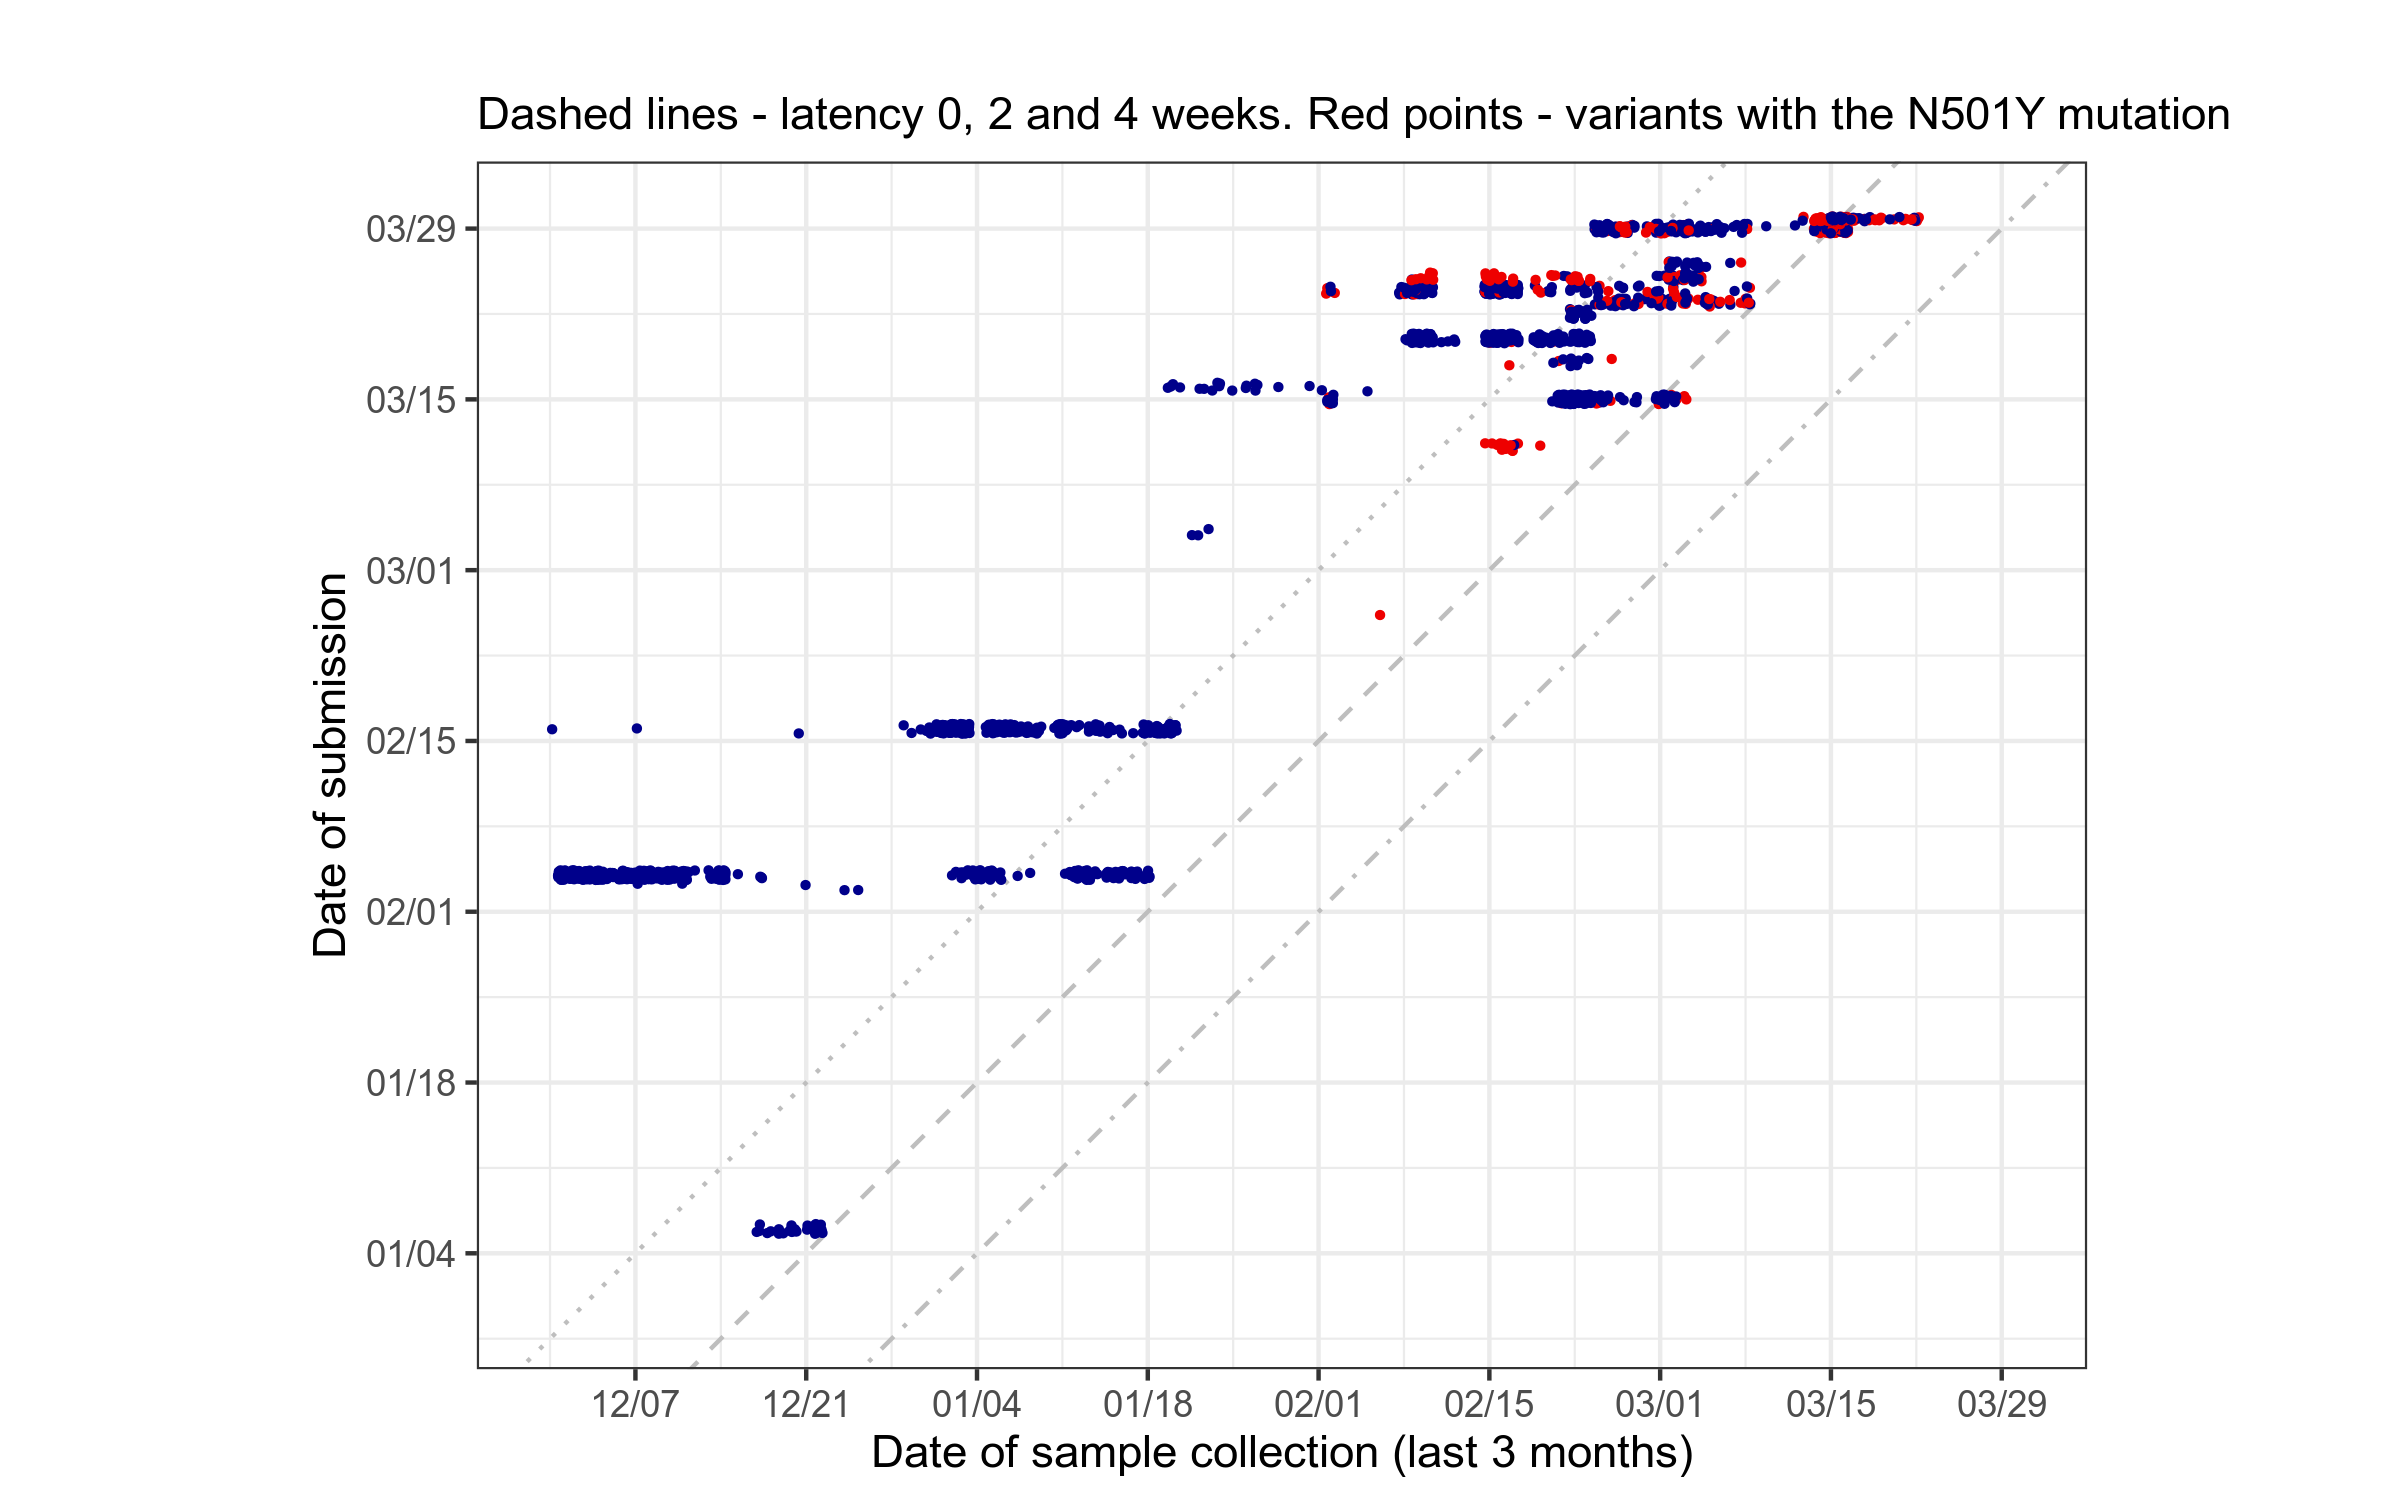 Dashed lines - latency 0, 2 and 4 weeks. Red points - variants with the N501Y mutation
Date of submission
03/29
03/15
03/01
02/15
02/01
01/18
01/04
12/07 12/21 01/04 01/18 02/01 02/15 03/01 03/15 03/29
Date of sample collection (last 3 months)